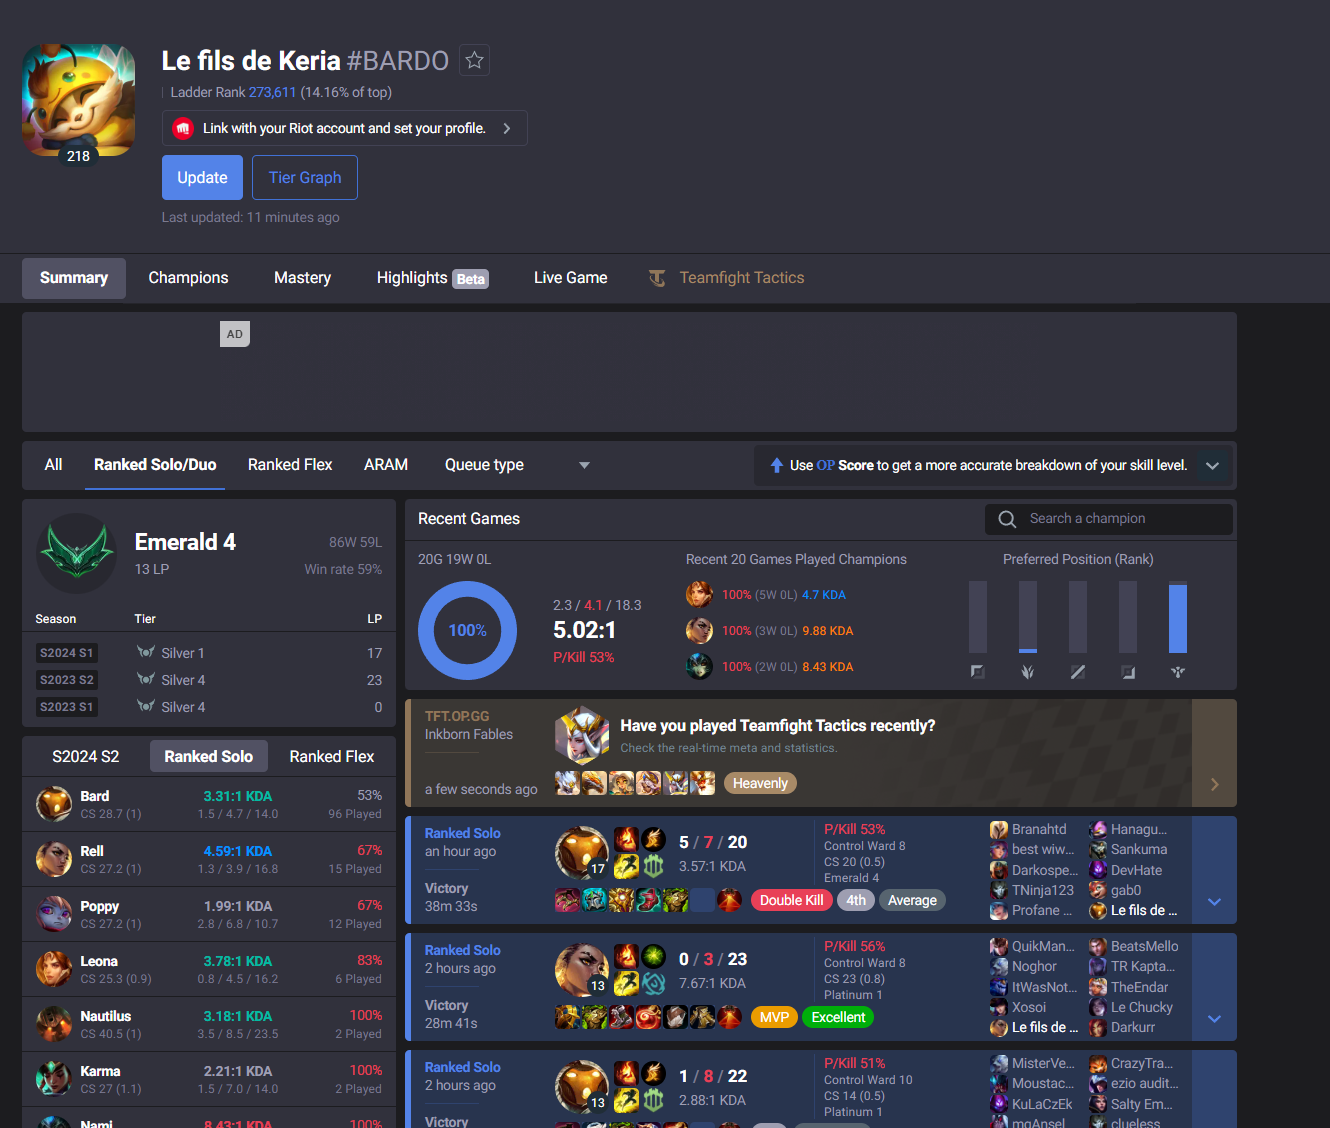 Le fils de Keria #BARDO
Ladder Rank 273,611 (14.16% of top)
Link with your Riot account and set your profile.
218
Update
Tier Graph
Last updated: 11 minutes ago
Summary
Champions
Mastery
Highlights Beta
Live Game
Teamfight Tactics
AD
All
Ranked Solo/Duo
Ranked Flex
ARAM
Queue type
Use OP Score to get a more accurate breakdown of your skill level.
Emerald 4
13 LP
86W 59L
Win rate 59%
Season Tier LP
S2024 S1 Silver 1 17
S2023 S2 Silver 4 23
S2023 S1 Silver 4 0
S2024 S2
Ranked Solo
Ranked Flex
Bard 3.31:1 KDA 53%
CS 28.7 (1) 1.5 / 4.7 / 14.0 96 Played
Rell 4.59:1 KDA 67%
CS 27.2 (1) 1.3 / 3.9 / 16.8 15 Played
Poppy 1.99:1 KDA 67%
CS 27.2 (1) 2.8 / 6.8 / 10.7 12 Played
Leona 3.78:1 KDA 83%
CS 25.3 (0.9) 0.8 / 4.5 / 16.2 6 Played
Nautilus 3.18:1 KDA 100%
CS 40.5 (1) 3.5 / 8.5 / 23.5 2 Played
Karma 2.21:1 KDA 100%
CS 27 (1.1) 1.5 / 7.0 / 14.0 2 Played
Nami 8.43:1 KDA 100%
Recent Games
Search a champion
20G 19W 0L
100%
2.3 / 4.1 / 18.3
5.02:1
P/Kill 53%
Recent 20 Games Played Champions
100% (5W 0L) 4.7 KDA
100% (3W 0L) 9.88 KDA
100% (2W 0L) 8.43 KDA
Preferred Position (Rank)
TFT.OP.GG
Inkborn Fables
a few seconds ago
Have you played Teamfight Tactics recently?
Check the real-time meta and statistics.
Heavenly
Ranked Solo
an hour ago
Victory
38m 33s
17
5 / 7 / 20
3.57:1 KDA
P/Kill 53%
Control Ward 8
CS 20 (0.5)
Emerald 4
Double Kill
4th
Average
Branahtd Hanagu...
best wiw... Sankuma
Darkospe... DevHate
TNinja123 gab0
Profane ... Le fils de ...
Ranked Solo
2 hours ago
Victory
28m 41s
13
0 / 3 / 23
7.67:1 KDA
P/Kill 56%
Control Ward 8
CS 23 (0.8)
Platinum 1
MVP
Excellent
QuikMan... BeatsMello
Noghor TR Kapta...
ItWasNot... TheEndar
Xosoi Le Chucky
Le fils de ... Darkurr
Ranked Solo
2 hours ago
Victory
13
1 / 8 / 22
2.88:1 KDA
P/Kill 51%
Control Ward 10
CS 14 (0.5)
Platinum 1
MisterVe... CrazyTra...
Moustac... ezio audit...
KuLaCzEk Salty Em...
mgAnsel clueless